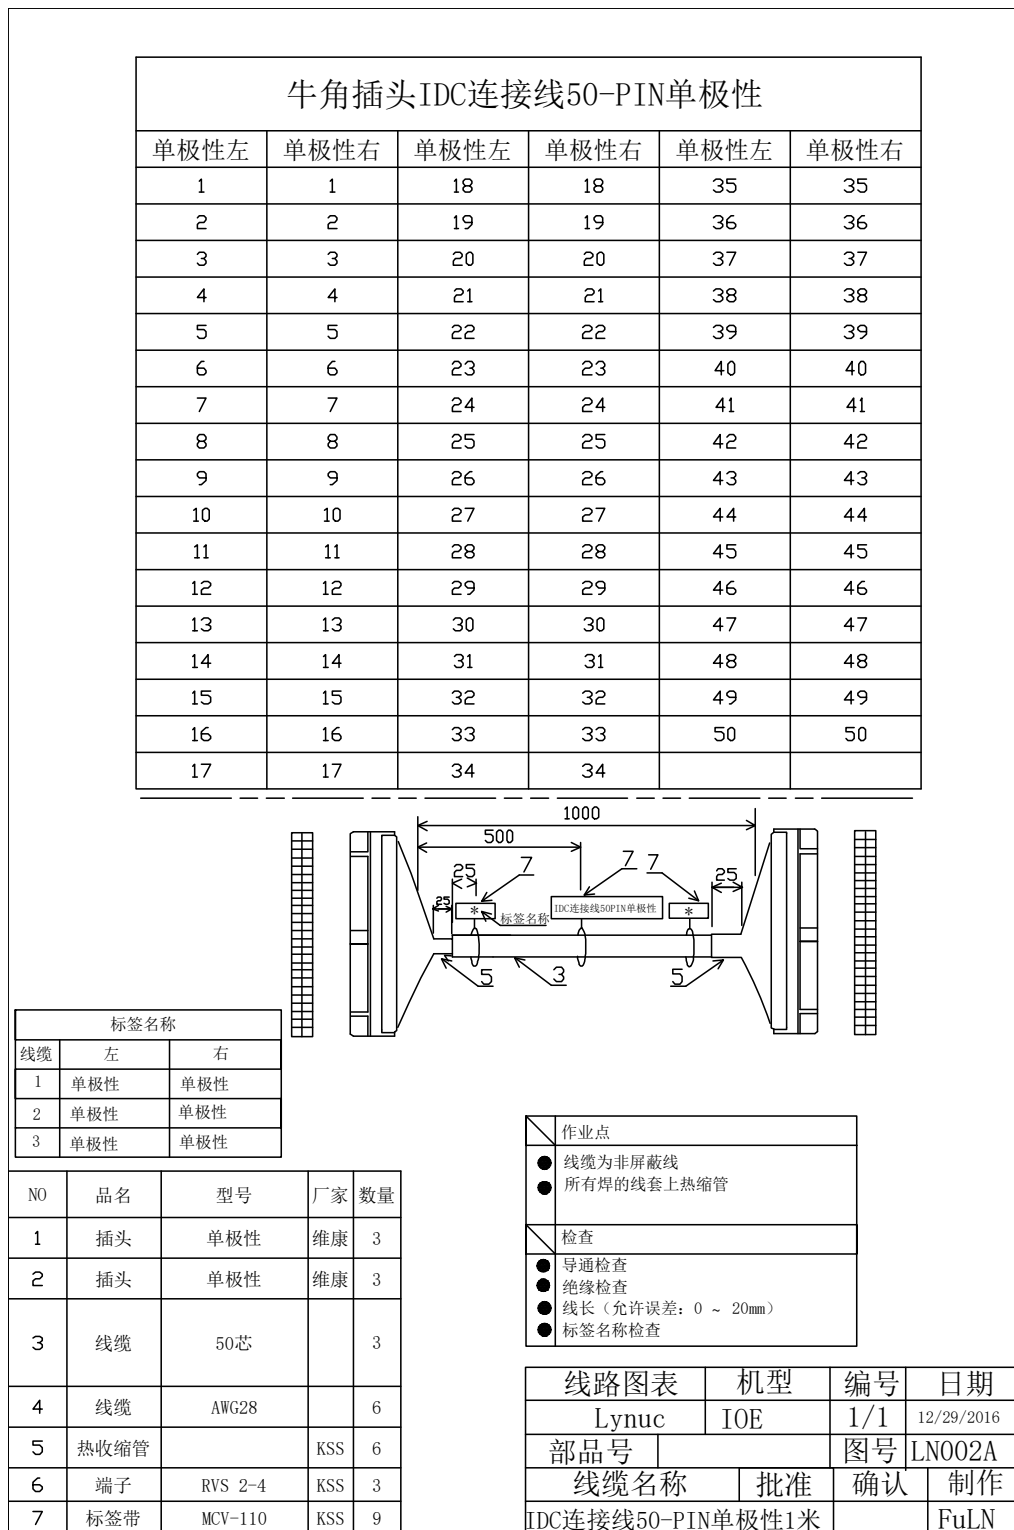 牛角插头IDC连接线50-PIN单极性
单极性左 单极性右 单极性左 单极性右 单极性左 单极性右
1 1 18 18 35 35
2 2 19 19 36 36
3 3 20 20 37 37
4 4 21 21 38 38
5 5 22 22 39 39
6 6 23 23 40 40
7 7 24 24 41 41
8 8 25 25 42 42
9 9 26 26 43 43
10 10 27 27 44 44
11 11 28 28 45 45
12 12 29 29 46 46
13 13 30 30 47 47
14 14 31 31 48 48
15 15 32 32 49 49
16 16 33 33 50 50
17 17 34 34
1000
500
25 7 7 7 25
25 * IDC连接线50PIN单极性 *
标签名称
5 3 5
标签名称
线缆 左 右
1 单极性 单极性
2 单极性 单极性
3 单极性 单极性
作业点
● 线缆为非屏蔽线
● 所有焊的线套上热缩管
检查
● 导通检查
● 绝缘检查
● 线长（允许误差：0 ~ 20mm）
● 标签名称检查
NO 品名 型号 厂家 数量
1 插头 单极性 维康 3
2 插头 单极性 维康 3
3 线缆 50芯 3
4 线缆 AWG28 6
5 热收缩管 KSS 6
6 端子 RVS 2-4 KSS 3
7 标签带 MCV-110 KSS 9
线路图表 机型 编号 日期
Lynuc IOE 1/1 12/29/2016
部品号 图号 LN002A
线缆名称 批准 确认 制作
IDC连接线50-PIN单极性1米 FuLN